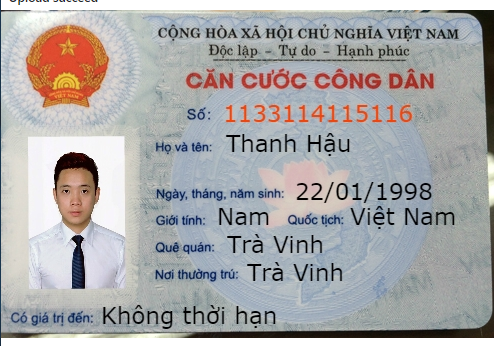 Upload succeed
CỘNG HÒA XÃ HỘI CHỦ NGHĨA VIỆT NAM
Độc lập - Tự do - Hạnh phúc
CĂN CƯỚC CÔNG DÂN
Số: 1133114115116
Họ và tên: Thanh Hậu
Ngày, tháng, năm sinh: 22/01/1998
Giới tính: Nam Quốc tịch: Việt Nam
Quê quán: Trà Vinh
Nơi thường trú: Trà Vinh
Có giá trị đến: Không thời hạn